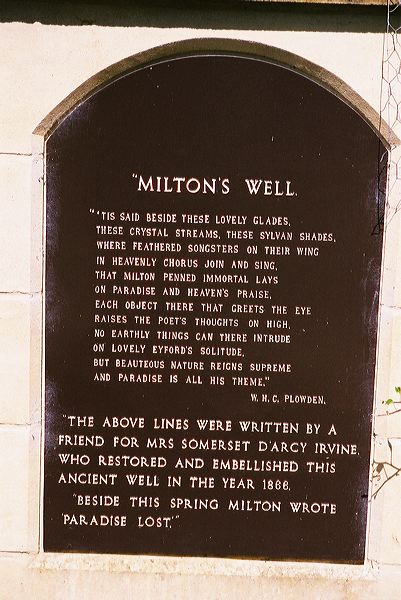 "MILTON'S WELL.
"'TIS SAID BESIDE THESE LOVELY GLADES,
THESE CRYSTAL STREAMS, THESE SYLVAN SHADES,
WHERE FEATHERED SONGSTERS ON THEIR WING
IN HEAVENLY CHORUS JOIN AND SING,
THAT MILTON PENNED IMMORTAL LAYS
ON PARADISE AND HEAVEN'S PRAISE,
EACH OBJECT THERE THAT GREETS THE EYE
RAISES THE POET'S THOUGHTS ON HIGH,
NO EARTHLY THINGS CAN THERE INTRUDE
ON LOVELY EYFORD'S SOLITUDE,
BUT BEAUTEOUS NATURE REIGNS SUPREME
AND PARADISE IS ALL HIS THEME."
W. H. C. PLOWDEN.
"THE ABOVE LINES WERE WRITTEN BY A
FRIEND FOR MRS SOMERSET D'ARCY IRVINE,
WHO RESTORED AND EMBELLISHED THIS
ANCIENT WELL IN THE YEAR 1866.
"BESIDE THIS SPRING MILTON WROTE
'PARADISE LOST.'"